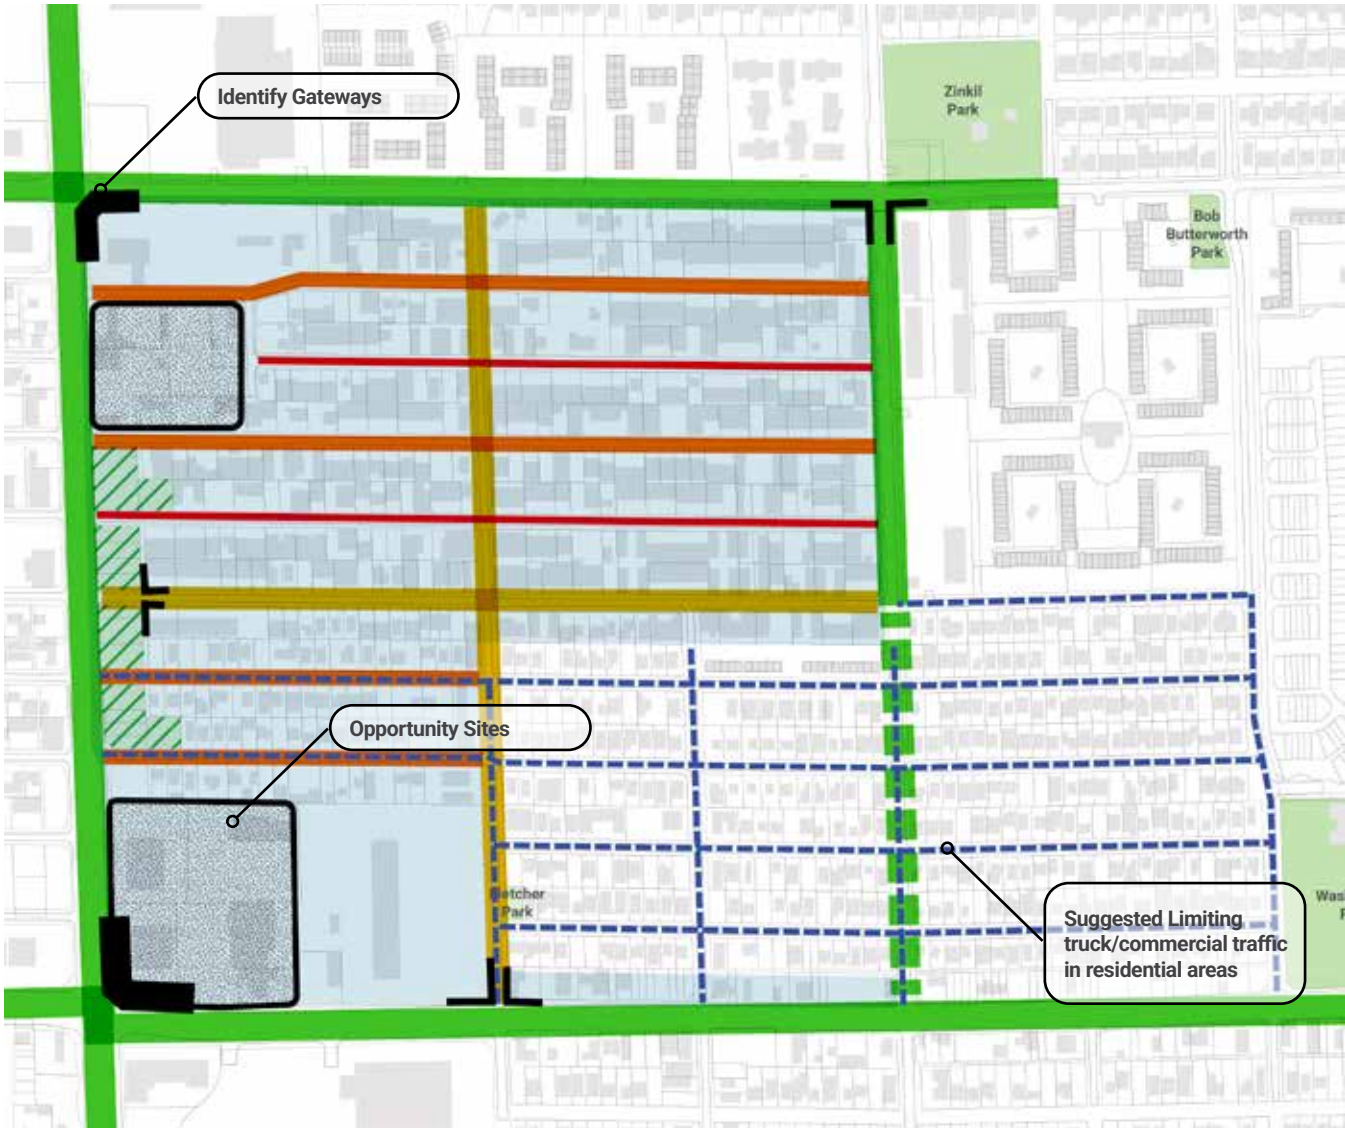 Identify Gateways
Zinkil
Park
Bob
Butterworth
Park
Opportunity Sites
Park
Suggested Limiting
truck/commercial traffic
in residential areas